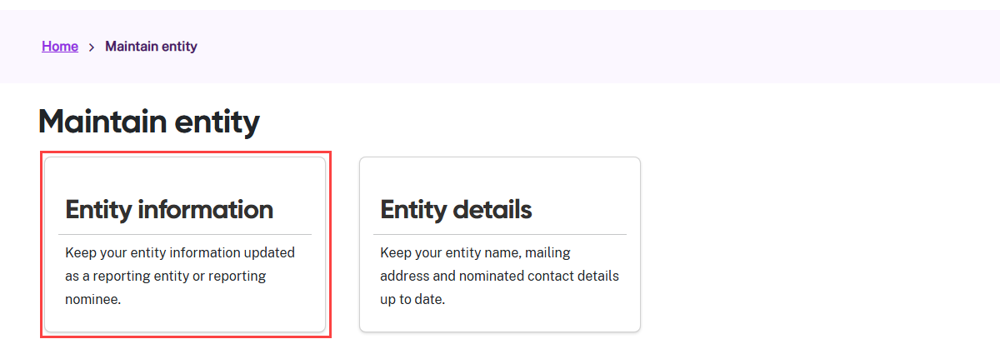 Home > Maintain entity
Maintain entity
Entity information
Keep your entity information updated
as a reporting entity or reporting
nominee.
Entity details
Keep your entity name, mailing
address and nominated contact details
up to date.